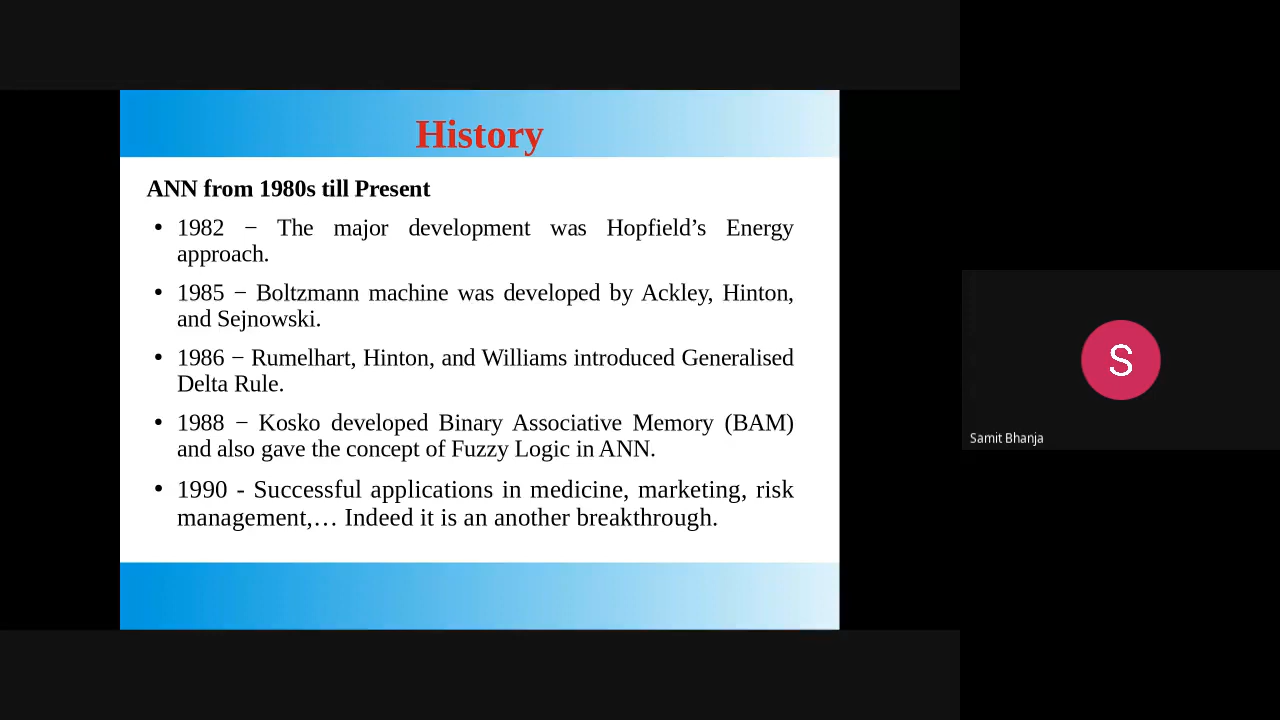 History
ANN from 1980s till Present
• 1982 − The major development was Hopfield’s Energy
approach.
• 1985 − Boltzmann machine was developed by Ackley, Hinton,
and Sejnowski.
• 1986 − Rumelhart, Hinton, and Williams introduced Generalised
Delta Rule.
• 1988 − Kosko developed Binary Associative Memory (BAM)
and also gave the concept of Fuzzy Logic in ANN.
• 1990 - Successful applications in medicine, marketing, risk
management,… Indeed it is an another breakthrough.
S
Samit Bhanja